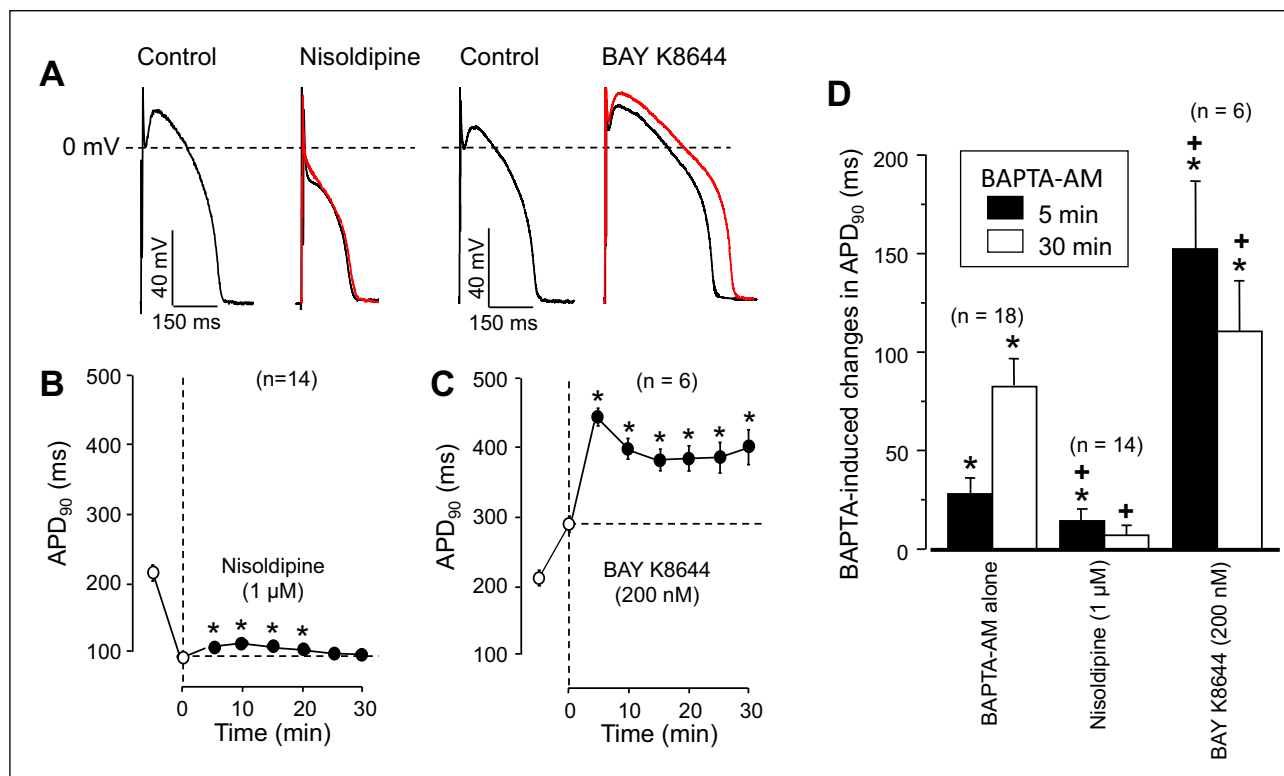 A
Control
Nisoldipine
Control
BAY K8644
0 mV
40 mV
150 ms
40 mV
150 ms
B
(n=14)
APD90 (ms)
500
400
300
200
100
Nisoldipine
(1 µM)
* * * *
0 10 20 30
Time (min)
C
(n = 6)
APD90 (ms)
500
400
300
200
100
* * * * * *
BAY K8644
(200 nM)
0 10 20 30
Time (min)
D
BAPTA-induced changes in APD90 (ms)
200
150
100
50
0
BAPTA-AM
5 min
30 min
(n = 18)
* *
(n = 14)
+ +
*
(n = 6)
+ +
* *
BAPTA-AM alone
Nisoldipine (1 µM)
BAY K8644 (200 nM)